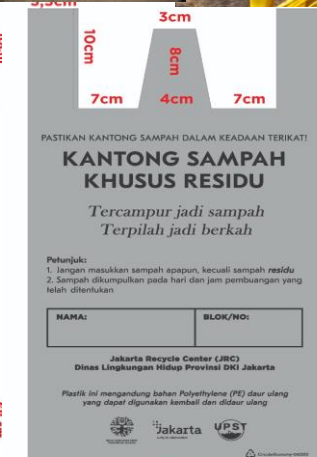 3cm
10cm
8cm
7cm
4cm
7cm
PASTIKAN KANTONG SAMPAH DALAM KEADAAN TERIKAT!
KANTONG SAMPAH
KHUSUS RESIDU
Tercampur jadi sampah
Terpilah jadi berkah
Petunjuk:
1. Jangan masukkan sampah apapun, kecuali sampah residu
2. Sampah dikumpulkan pada hari dan jam pembuangan yang
telah ditentukan
NAMA:
BLOK/NO:
Jakarta Recycle Center (JRC)
Dinas Lingkungan Hidup Provinsi DKI Jakarta
Plastik ini mengandung bahan Polyethylene (PE) daur ulang
yang dapat digunakan kembali dan didaur ulang
Jakarta
UPST